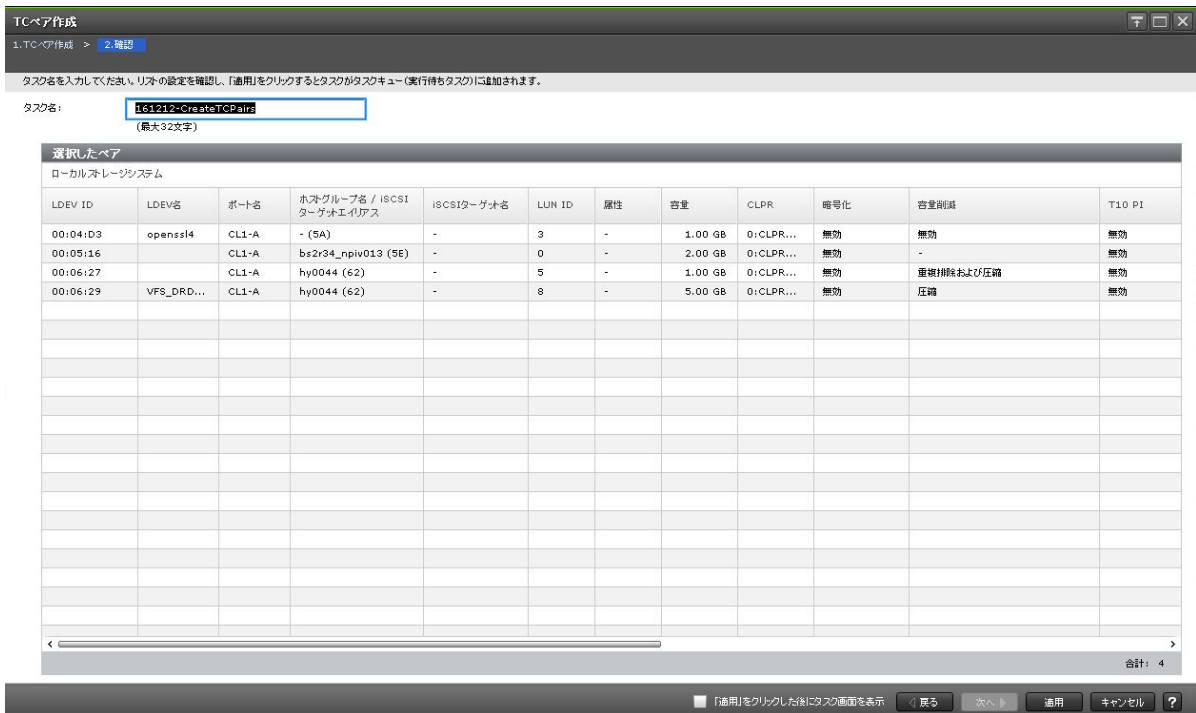 TCペア作成
1.TCペア作成 > 2.確認
タスク名を入力してください。リストの設定を確認し、「適用」をクリックするとタスクがタスクキュー(実行待ちタスク)に追加されます。
タスク名: 161212-CreateTCPairs
(最大32文字)
選択したペア
ローカルストレージシステム
LDEV ID LDEV名 ポート名 ホストグループ名 / iSCSI ターゲットエイリアス iSCSIターゲット名 LUN ID 属性 容量 CLPR 暗号化 容量削減 T10 PI
00:04:D3 openssl4 CL1-A - (5A) - 3 - 1.00 GB 0:CLPR... 無効 無効 無効
00:05:16 CL1-A bs2r34_npiv013 (5E) - 0 - 2.00 GB 0:CLPR... 無効 - 無効
00:06:27 CL1-A hy0044 (62) - 5 - 1.00 GB 0:CLPR... 無効 重複排除および圧縮 無効
00:06:29 VFS_DRD... CL1-A hy0044 (62) - 8 - 5.00 GB 0:CLPR... 無効 圧縮 無効
合計: 4
「適用」をクリックした後にタスク画面を表示 戻る 次へ 適用 キャンセル ?